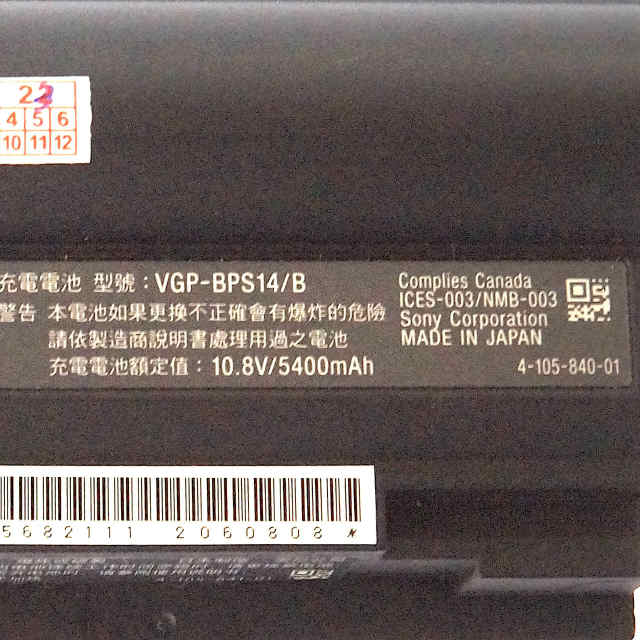 4 5 6
10 11 12
充電電池 型號：VGP-BPS14/B
警告 本電池如果更換不正確會有爆炸的危險
請依製造商說明書處理用過之電池
充電電池額定值：10.8V/5400mAh
Complies Canada
ICES-003/NMB-003
Sony Corporation
MADE IN JAPAN
4-105-840-01
5682111 2060808